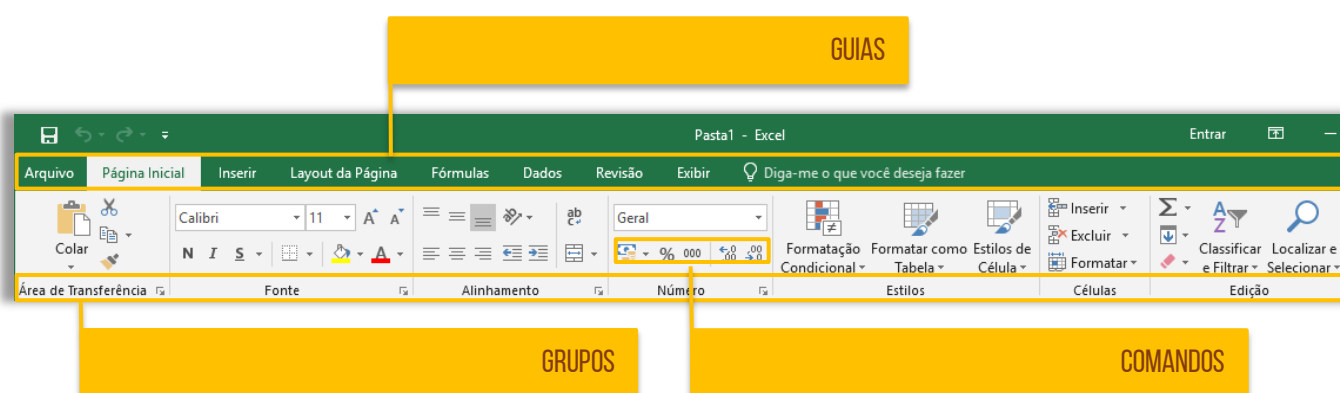 GUIAS
Pasta1 - Excel
Entrar
Arquivo Página Inicial Inserir Layout da Página Fórmulas Dados Revisão Exibir Diga-me o que você deseja fazer
Colar
Calibri 11 A A
N I S A
ab
c
Geral
% 000
Formatação
Condicional
Formatar como
Tabela
Estilos de
Célula
Inserir
Excluir
Formatar
Σ
A
Z
Classificar
e Filtrar
Localizar e
Selecionar
Área de Transferência Fonte Alinhamento Número Estilos Células Edição
GRUPOS
COMANDOS